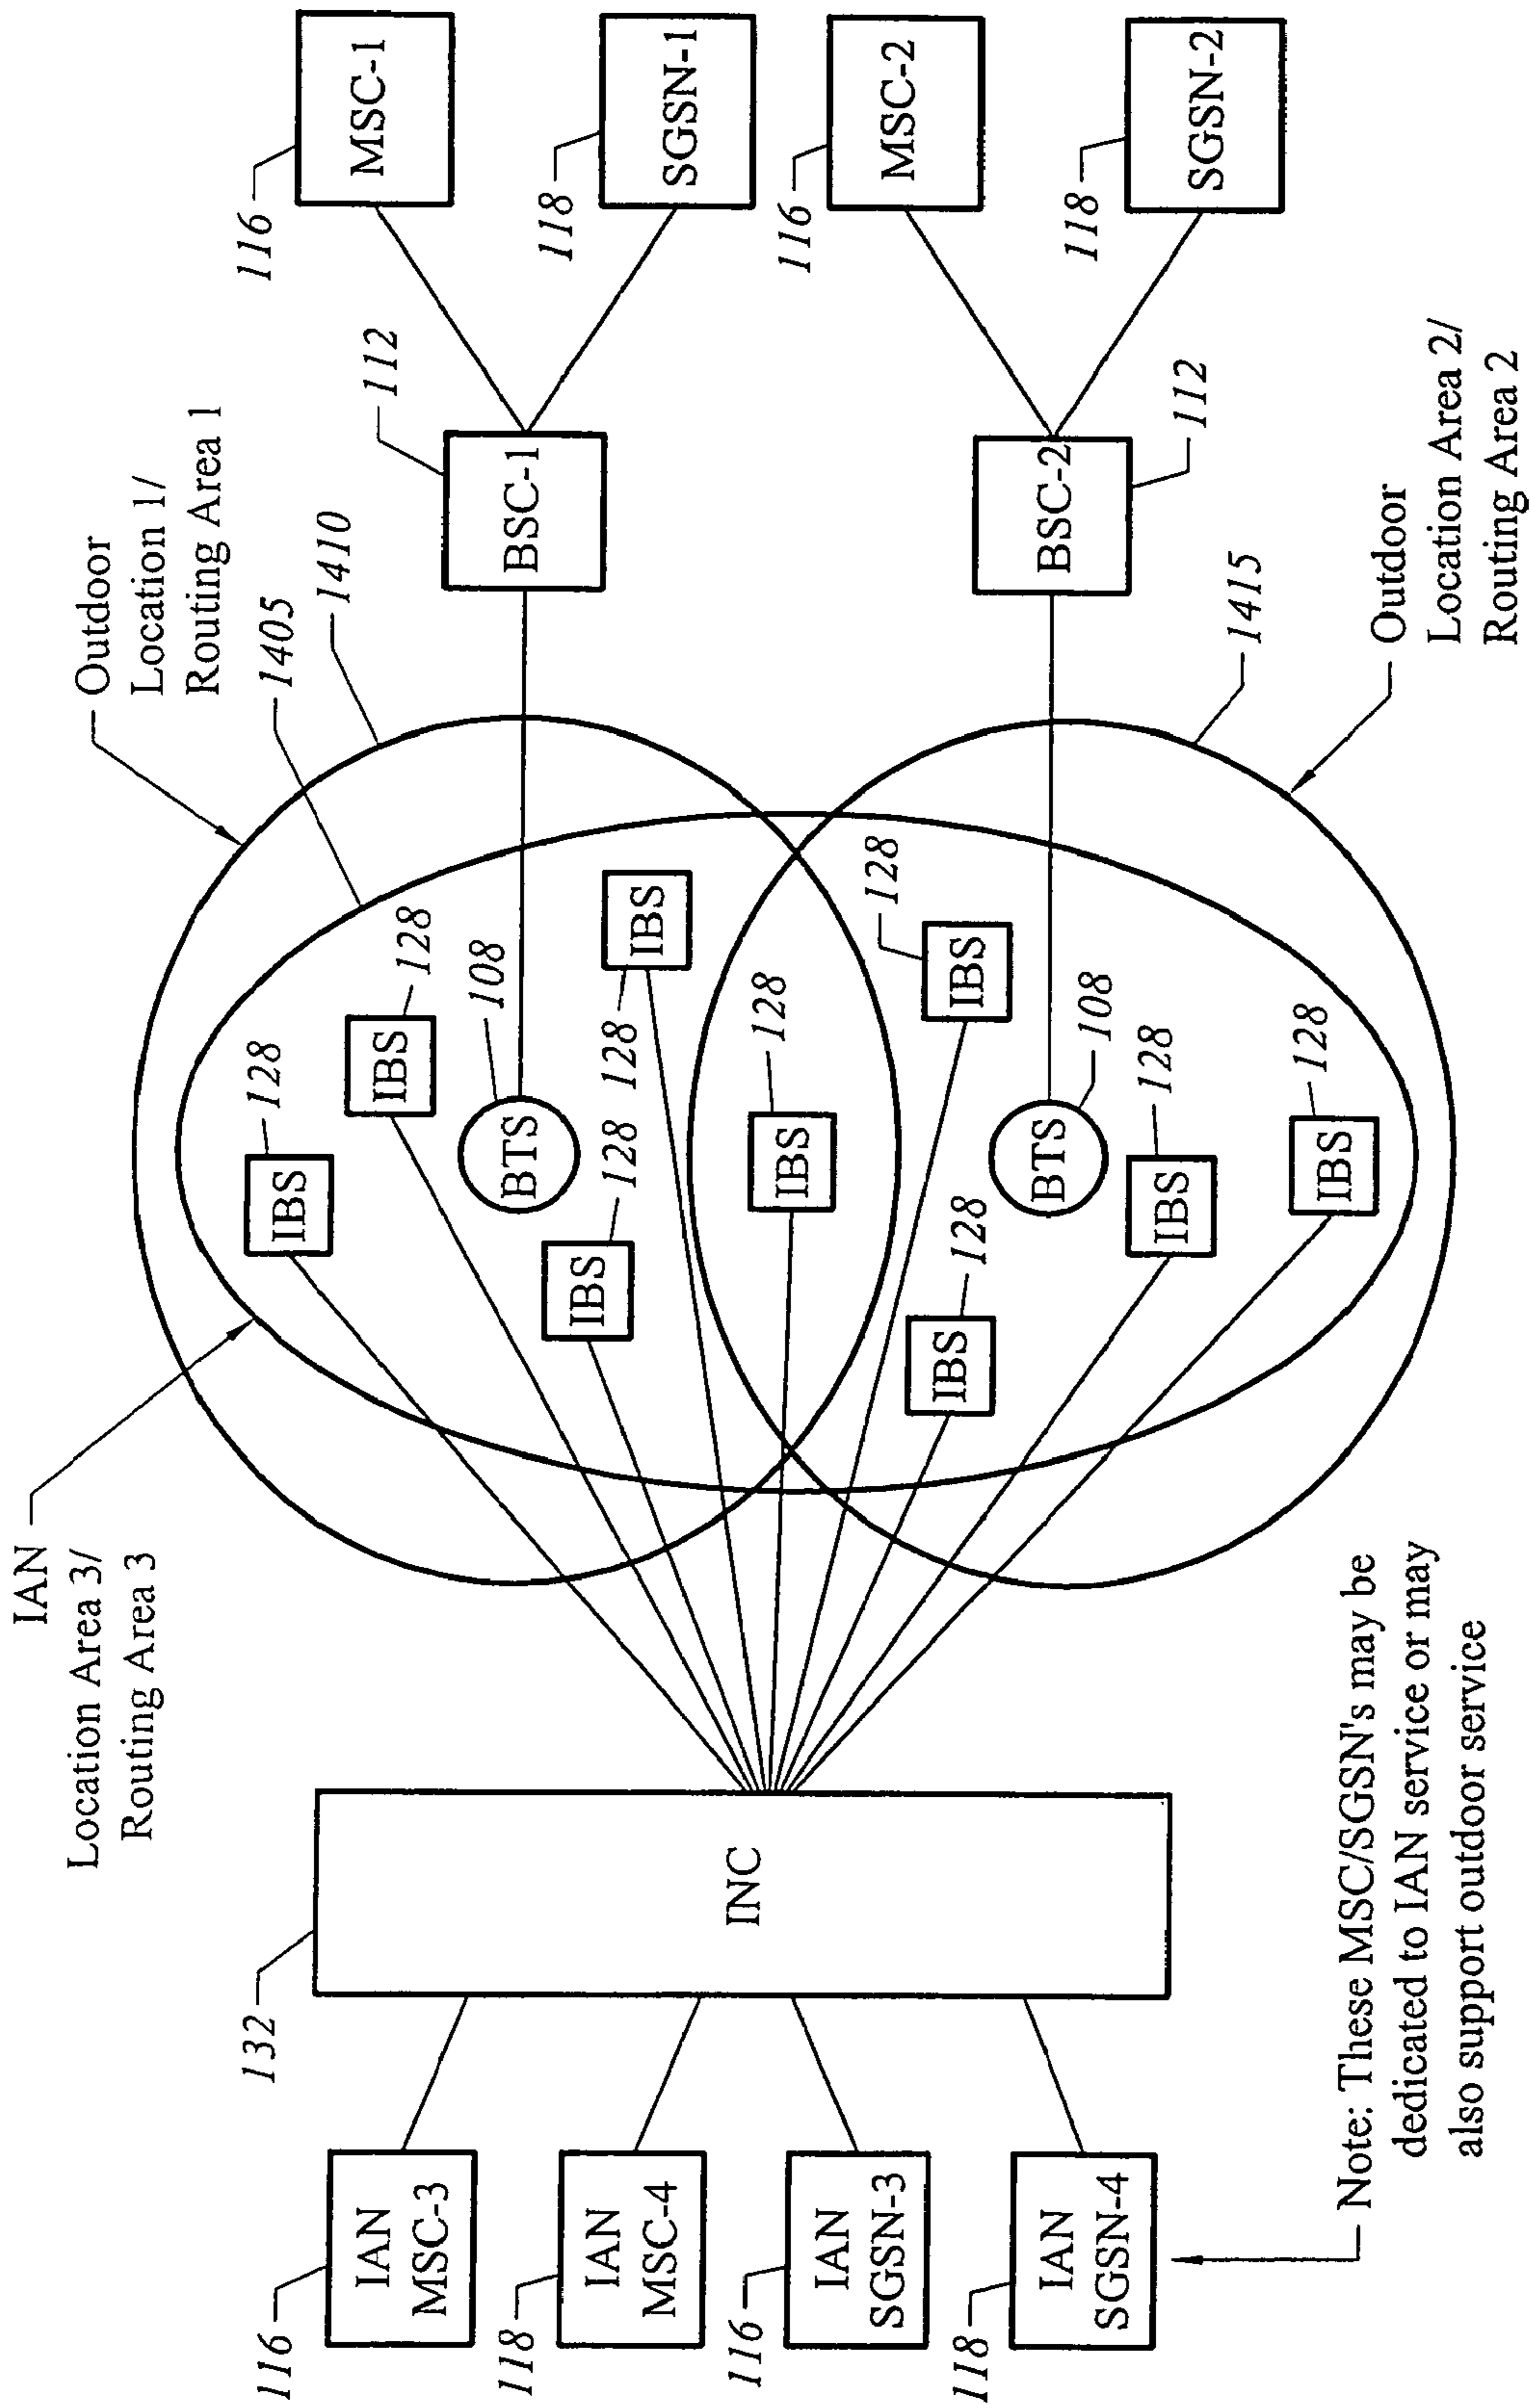 IAN
Location Area 3/
Routing Area 3
Outdoor
Location 1/
Routing Area 1
1405
1410
116
IAN
MSC-3
118
IAN
MSC-4
116
IAN
SGSN-3
118
IAN
SGSN-4
132
INC
IBS
128
IBS
128
BTS
108
IBS
128
IBS
128
IBS
128
IBS
128
IBS
128
BTS
108
IBS
128
IBS
128
112
BSC-1
116
MSC-1
118
SGSN-1
BSC-2
112
116
MSC-2
118
SGSN-2
1415
Outdoor
Location Area 2/
Routing Area 2
Note: These MSC/SGSN's may be
dedicated to IAN service or may
also support outdoor service